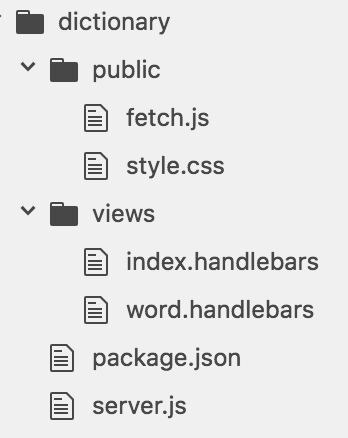 dictionary
public
fetch.js
style.css
views
index.handlebars
word.handlebars
package.json
server.js